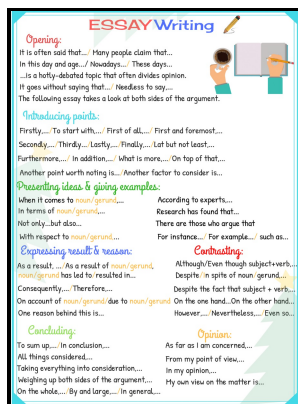 ESSAY Writing
Opening:
It is often said that.../ Many people claim that...
In this day and age.../ Nowadays.../ These days...
...is a hotly-debated topic that often divides opinion.
It goes without saying that.../ Needless to say,...
The following essay takes a look at both sides of the argument.
Introducing points:
Firstly,.../To start with,.../ First of all,.../ First and foremost,...
Secondly,.../Thirdly.../Lastly,.../Finally,.../ Lat but not least,...
Furthermore,.../ In addition,.../ What is more,.../On top of that,...
Another point worth noting is.../Another factor to consider is...
Presenting ideas & giving examples:
When it comes to noun/gerund,...
In terms of noun/gerund,...
Not only...but also...
With respect to noun/gerund,...
According to experts,...
Research has found that...
There are those who argue that
For instance.../ For example.../ such as...
Expressing result & reason:
As a result, .../As a result of noun/gerund,
noun/gerund has led to/ resulted in...
Consequently,.../Therefore,...
On account of noun/gerund/due to noun/gerund
One reason behind this is...
Contrasting:
Although/Even though subject+verb,...
Despite/in spite of noun/gerund,...
Despite the fact that subject + verb,...
On the one hand...On the other hand...
However,.../ Nevertheless,.../ Even so...
Concluding:
To sum up,.../In conclusion,...
All things considered,...
Taking everything into consideration,...
Weighing up both sides of the argument,...
On the whole,.../By and large,.../In general,...
Opinion:
As far as I am concerned,...
From my point of view,...
In my opinion,...
My own view on the matter is...